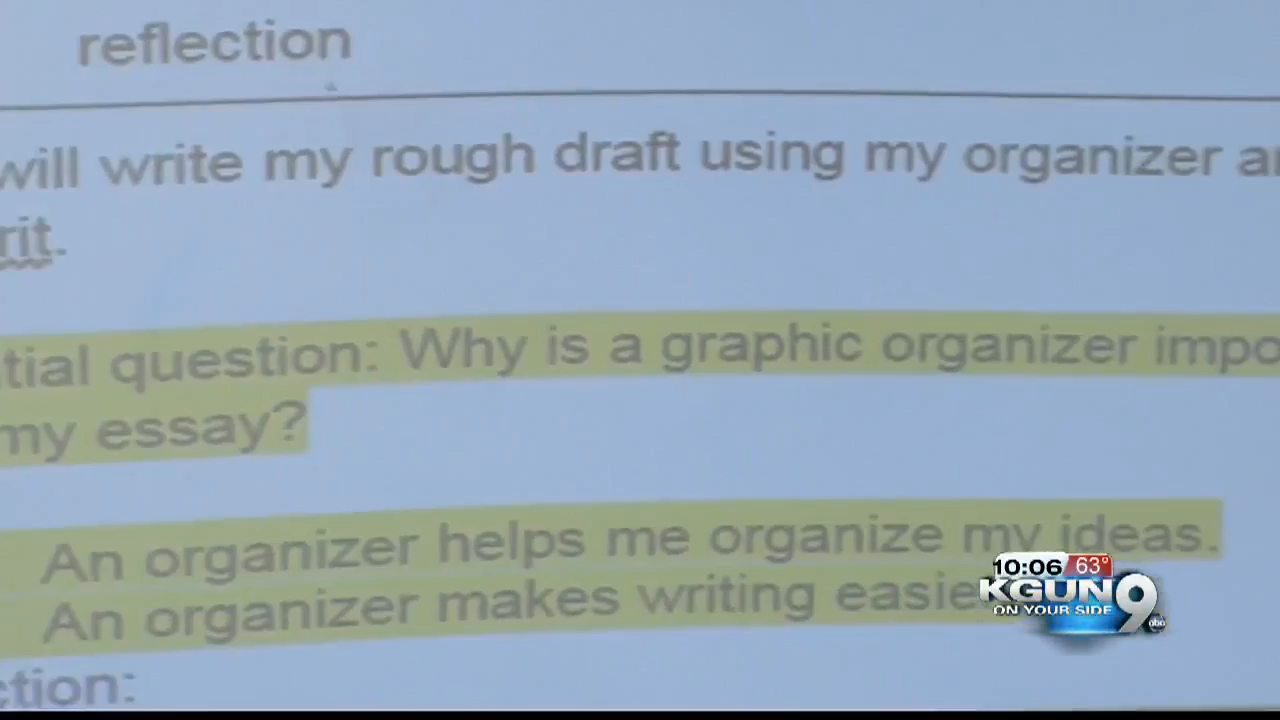 reflection
will write my rough draft using my organizer
rit.
tial question: Why is a graphic organizer impo
my essay?
An organizer helps me organize my ideas.
An organizer makes writing easie
ction:
10:06 63°
KGUN 9
ON YOUR SIDE
abc